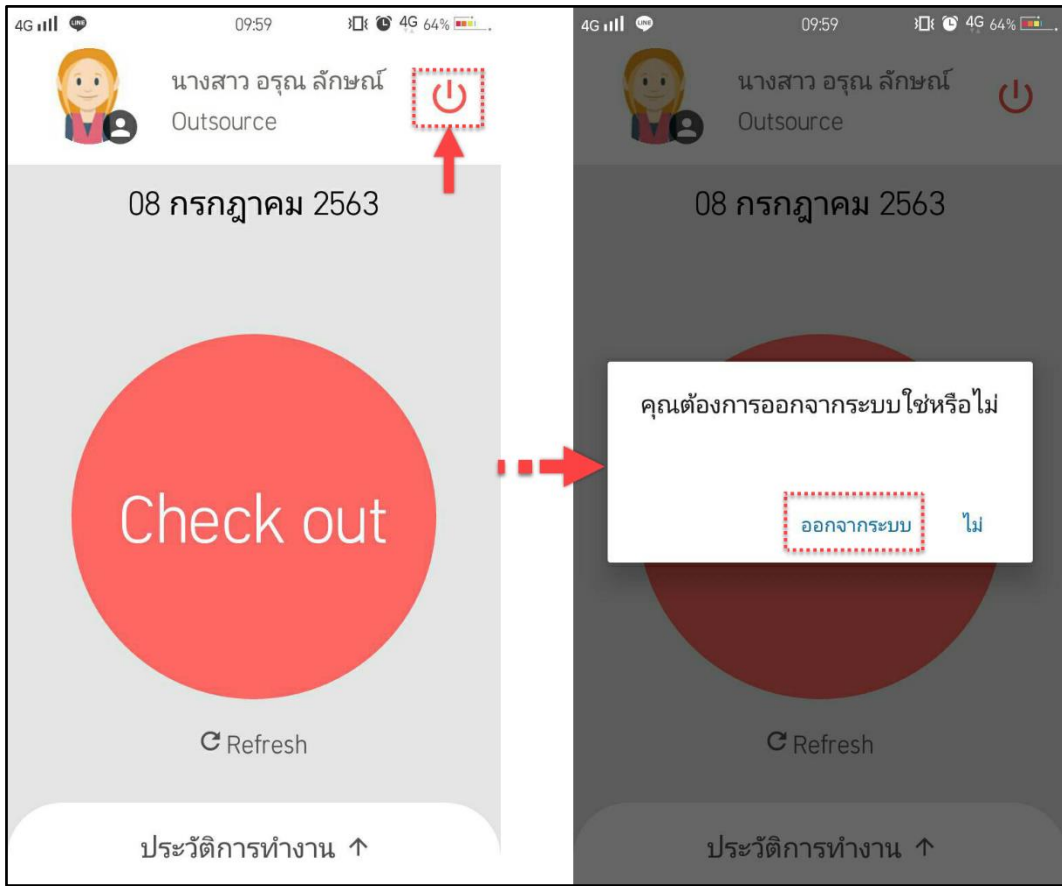 4G LINE 09:59 4G 64%
นางสาว อรุณ ลักษณ์
Outsource
08 กรกฎาคม 2563
Check out
Refresh
ประวัติการทำงาน ↑
4G LINE 09:59 4G 64%
นางสาว อรุณ ลักษณ์
Outsource
08 กรกฎาคม 2563
คุณต้องการออกจากระบบใช่หรือไม่
ออกจากระบบ ไม่
Refresh
ประวัติการทำงาน ↑